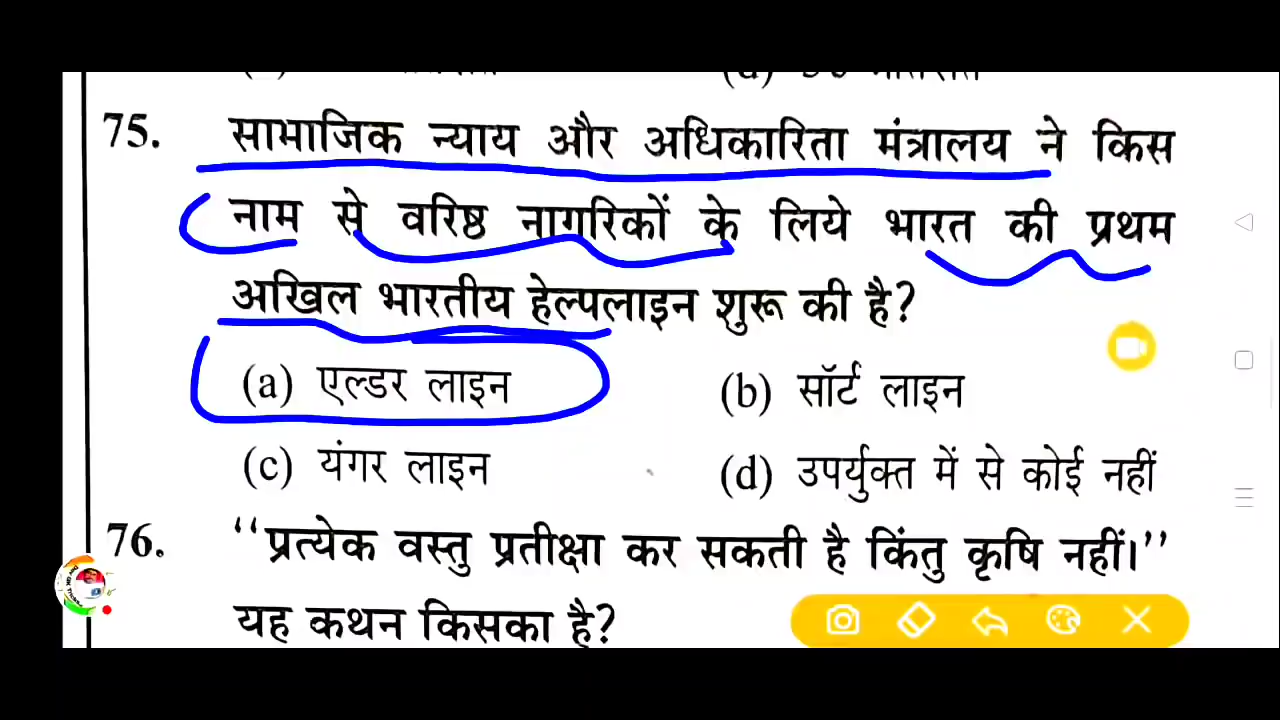 75. सामाजिक न्याय और अधिकारिता मंत्रालय ने किस
नाम से वरिष्ठ नागरिकों के लिये भारत की प्रथम
अखिल भारतीय हेल्पलाइन शुरू की है?
(a) एल्डर लाइन (b) सॉर्ट लाइन
(c) यंगर लाइन (d) उपर्युक्त में से कोई नहीं
76. ‘‘प्रत्येक वस्तु प्रतीक्षा कर सकती है किंतु कृषि नहीं।’’
यह कथन किसका है?